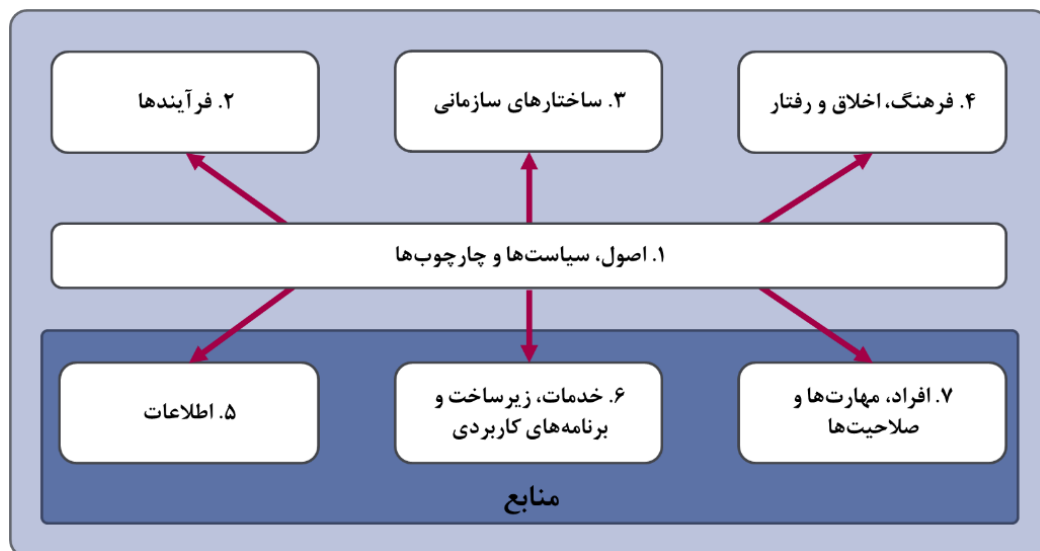 ۲. فرآیندها
۳. ساختارهای سازمانی
۴. فرهنگ، اخلاق و رفتار
۱. اصول، سیاست‌ها و چارچوب‌ها
۵. اطلاعات
۶. خدمات، زیرساخت و
برنامه‌های کاربردی
۷. افراد، مهارت‌ها و
صلاحیت‌ها
منابع